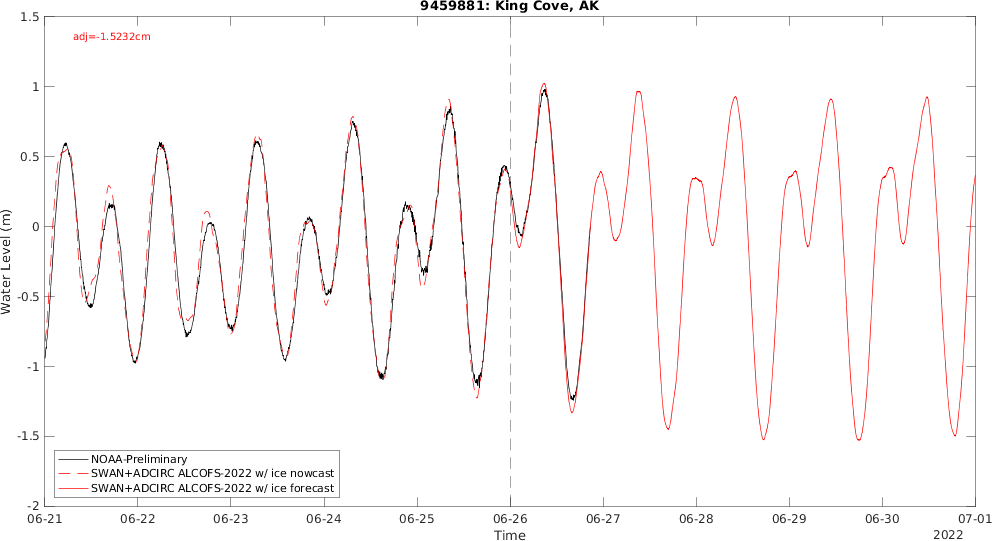 9459881: King Cove, AK
adj=-1.5232cm
1.5
1
0.5
0
-0.5
-1
-1.5
-2
Water Level (m)
NOAA-Preliminary
SWAN+ADCIRC ALCOFS-2022 w/ ice nowcast
SWAN+ADCIRC ALCOFS-2022 w/ ice forecast
06-21 06-22 06-23 06-24 06-25 06-26 06-27 06-28 06-29 06-30 07-01
Time
2022